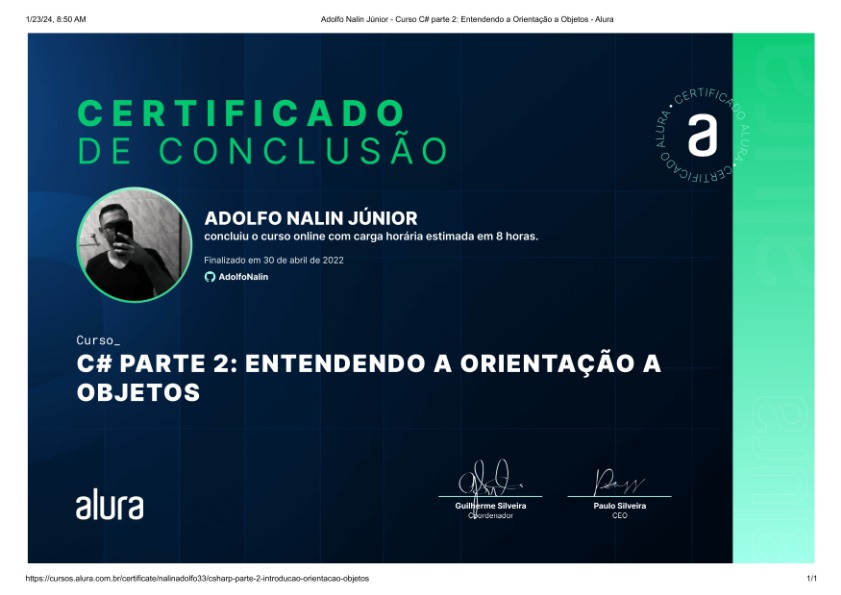 1/23/24, 8:50 AM
Adolfo Nalin Júnior - Curso C# parte 2: Entendendo a Orientação a Objetos - Alura
CERTIFICADO
DE CONCLUSÃO
CERTIFICADO ALURA • CERTIFICADO ALURA •
a
ADOLFO NALIN JÚNIOR
concluiu o curso online com carga horária estimada em 8 horas.
Finalizado em 30 de abril de 2022
AdolfoNalin
Curso_
C# PARTE 2: ENTENDENDO A ORIENTAÇÃO A
OBJETOS
alura
Guilherme Silveira
Coordenador
Paulo Silveira
CEO
alura
alura
alura
https://cursos.alura.com.br/certificate/nalinadolfo33/csharp-parte-2-introducao-orientacao-objetos
1/1